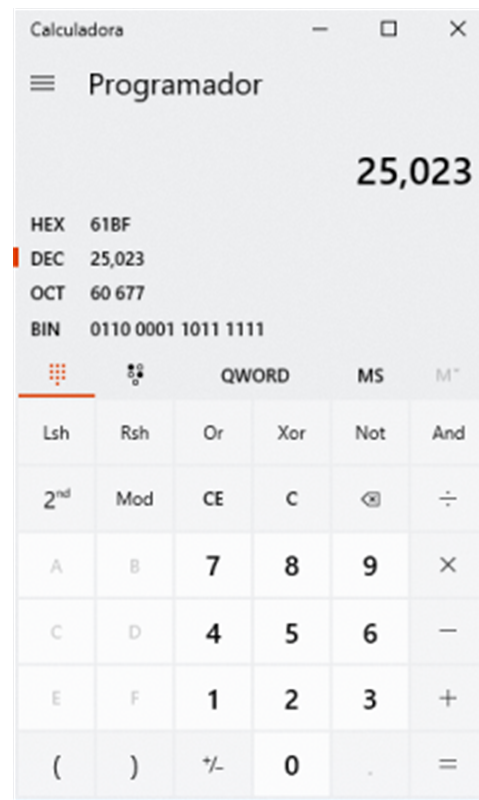 Calculadora
Programador
25,023
HEX 61BF
DEC 25,023
OCT 60 677
BIN 0110 0001 1011 1111
QWORD MS M˅
Lsh Rsh Or Xor Not And
2ⁿᵈ Mod CE C ÷
A B 7 8 9 ×
C D 4 5 6 −
E F 1 2 3 +
( ) +/− 0 . =